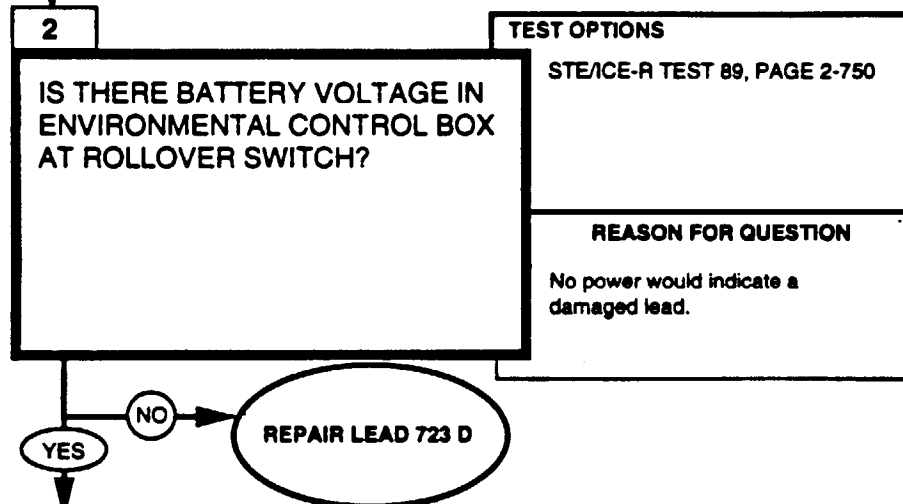 2
IS THERE BATTERY VOLTAGE IN
ENVIRONMENTAL CONTROL BOX
AT ROLLOVER SWITCH?
TEST OPTIONS
STE/ICE-R TEST 89, PAGE 2-750
REASON FOR QUESTION
No power would indicate a
damaged lead.
NO
REPAIR LEAD 723 D
YES